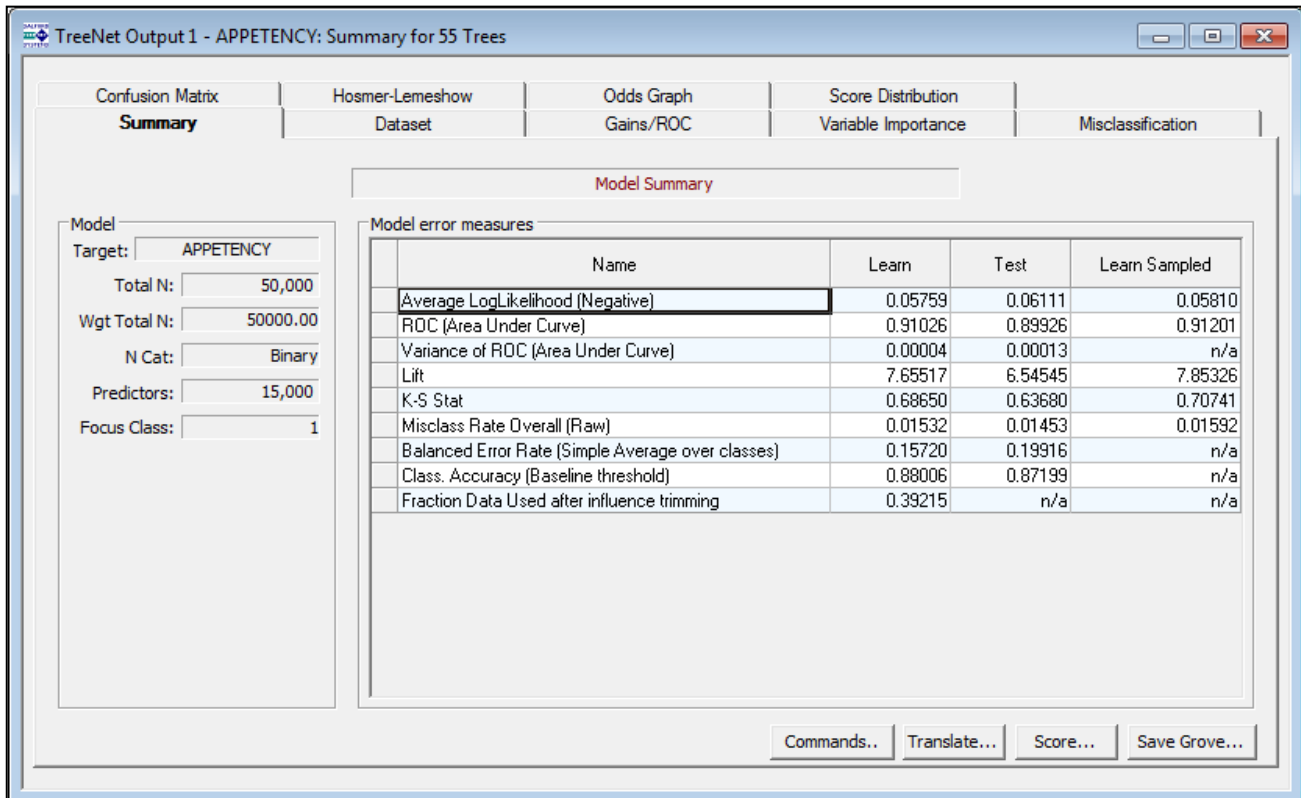 TreeNet Output 1 - APPETENCY: Summary for 55 Trees
Confusion Matrix Hosmer-Lemeshow Odds Graph Score Distribution
Summary Dataset Gains/ROC Variable Importance Misclassification
Model Summary
Model
Target: APPETENCY
Total N: 50,000
Wgt Total N: 50000.00
N Cat: Binary
Predictors: 15,000
Focus Class: 1
Model error measures
Name Learn Test Learn Sampled
Average LogLikelihood (Negative) 0.05759 0.06111 0.05810
ROC (Area Under Curve) 0.91026 0.89926 0.91201
Variance of ROC (Area Under Curve) 0.00004 0.00013 n/a
Lift 7.65517 6.54545 7.85326
K-S Stat 0.68650 0.63680 0.70741
Misclass Rate Overall (Raw) 0.01532 0.01453 0.01592
Balanced Error Rate (Simple Average over classes) 0.15720 0.19916 n/a
Class. Accuracy (Baseline threshold) 0.88006 0.87199 n/a
Fraction Data Used after influence trimming 0.39215 n/a n/a
Commands.. Translate... Score... Save Grove...